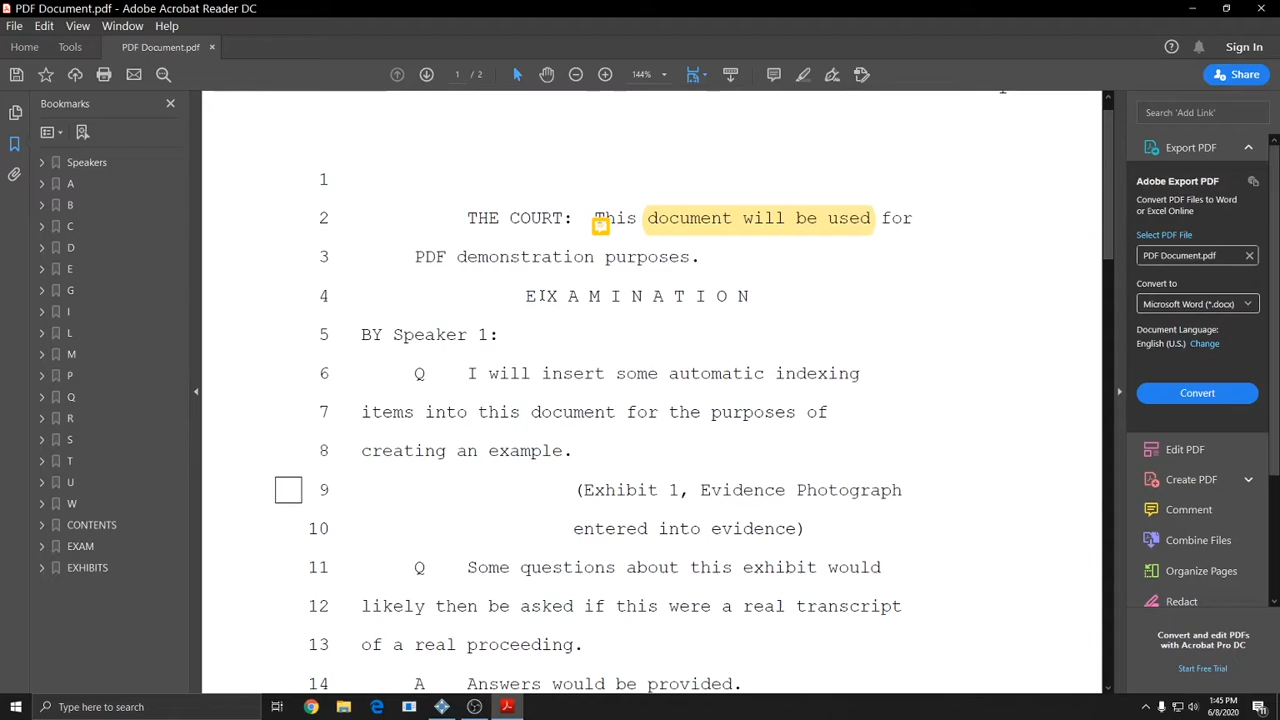 PDF Document.pdf - Adobe Acrobat Reader DC
File Edit View Window Help
Home Tools PDF Document.pdf ×
Sign In
1 / 2
144%
Share
Bookmarks
Speakers
A
B
C
D
E
G
I
L
M
P
Q
R
S
T
U
W
CONTENTS
EXAM
EXHIBITS
1
2 THE COURT: This document will be used for
3 PDF demonstration purposes.
4 E X A M I N A T I O N
5 BY Speaker 1:
6 Q I will insert some automatic indexing
7 items into this document for the purposes of
8 creating an example.
9 (Exhibit 1, Evidence Photograph
10 entered into evidence)
11 Q Some questions about this exhibit would
12 likely then be asked if this were a real transcript
13 of a real proceeding.
14 A Answers would be provided.
Search 'Add Link'
Export PDF
Adobe Export PDF
Convert PDF Files to Word
or Excel Online
Select PDF File
PDF Document.pdf
Convert to
Microsoft Word (*.docx)
Document Language:
English (U.S.) Change
Convert
Edit PDF
Create PDF
Comment
Combine Files
Organize Pages
Redact
Convert and edit PDFs
with Acrobat Pro DC
Start Free Trial
Type here to search
1:45 PM
6/8/2020